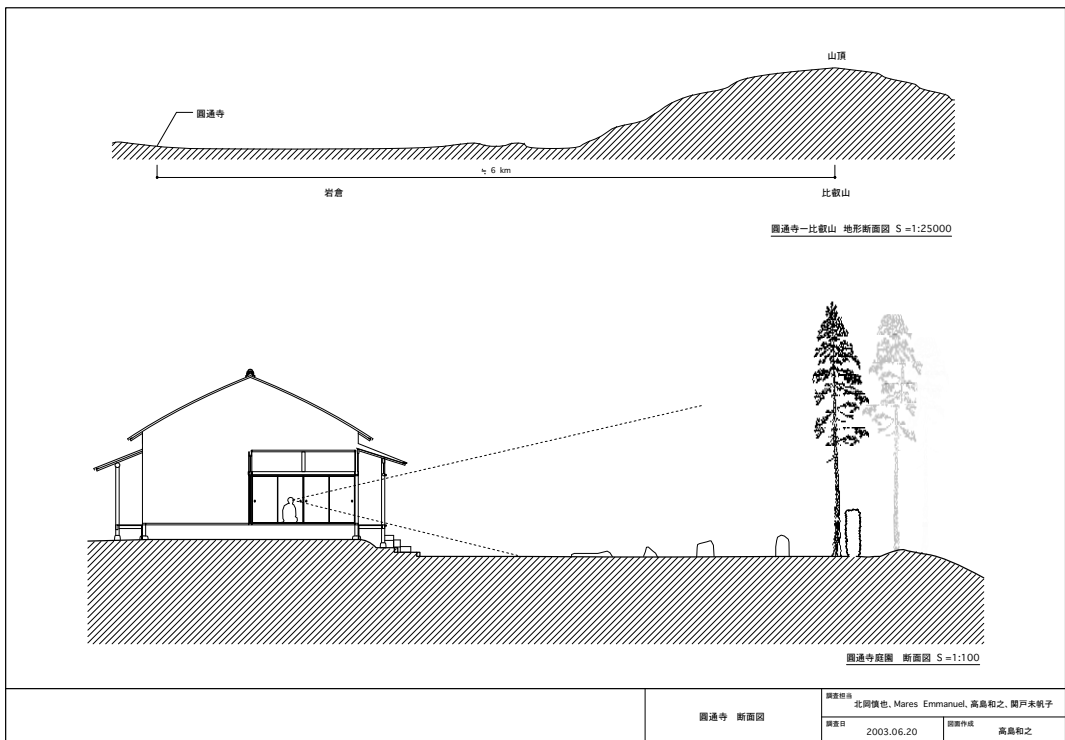 山頂
圓通寺
≒ 6 km
岩倉
比叡山
圓通寺ー比叡山 地形断面図 S =1:25000
圓通寺庭園 断面図 S =1:100
圓通寺 断面図
調査担当
北岡慎也、Mares Emmanuel、高島和之、関戸未帆子
調査日
2003.06.20
図面作成
高島和之